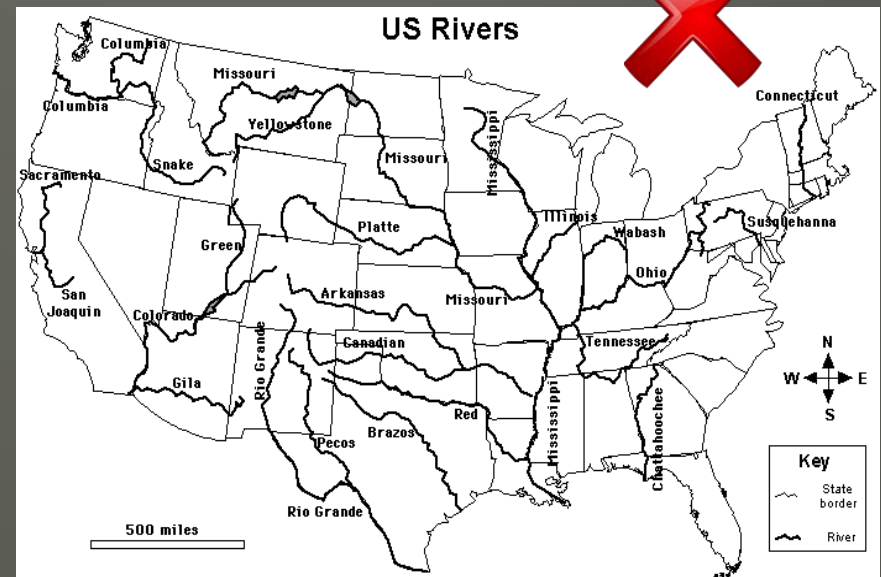 US Rivers
Columbia
Missouri
Connecticut
Columbia
Yellowstone
Mississippi
Missouri
Snake
Sacramento
Illinois
Susquehanna
Platte
Wabash
Green
Ohio
San
Joaquin
Arkansas
Missouri
Colorado
Rio Grande
Canadian
Tennessee
N
W
E
S
Gila
Mississippi
Chattahoochee
Red
Brazos
Pecos
Rio Grande
Key
State
border
River
500 miles